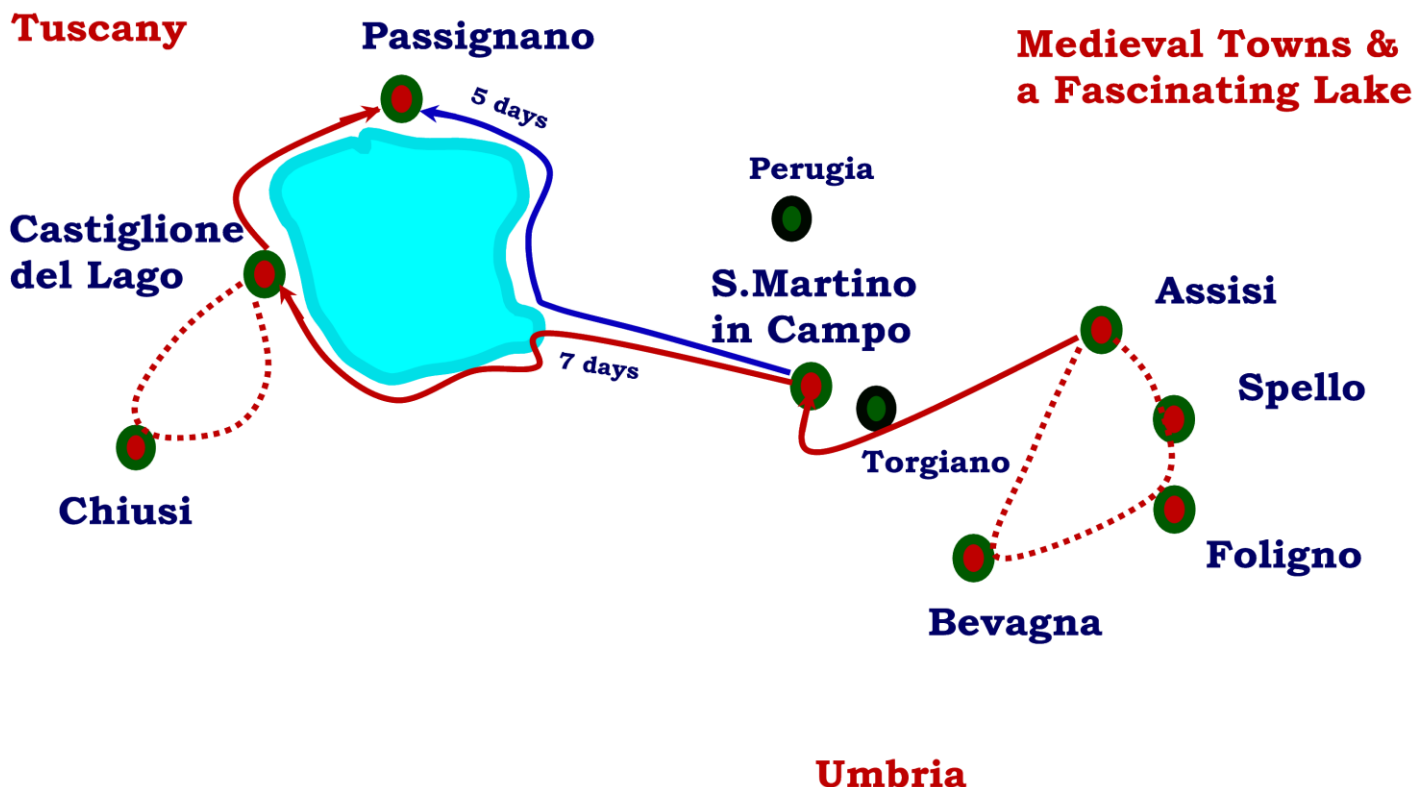 Tuscany
Passignano
Medieval Towns &
a Fascinating Lake
5 days
Perugia
Castiglione
del Lago
S.Martino
in Campo
Assisi
7 days
Spello
Torgiano
Chiusi
Foligno
Bevagna
Umbria